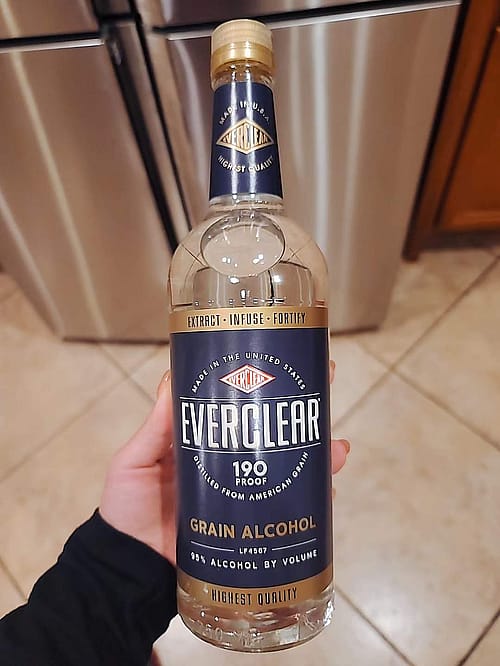 MADE IN U.S.A.
EVERCLEAR
HIGHEST QUALITY
EXTRACT · INFUSE · FORTIFY
MADE IN THE UNITED STATES
EVERCLEAR
EVERCLEAR
190
PROOF
DISTILLED FROM AMERICAN GRAIN
GRAIN ALCOHOL
LF4567
95% ALCOHOL BY VOLUME
HIGHEST QUALITY